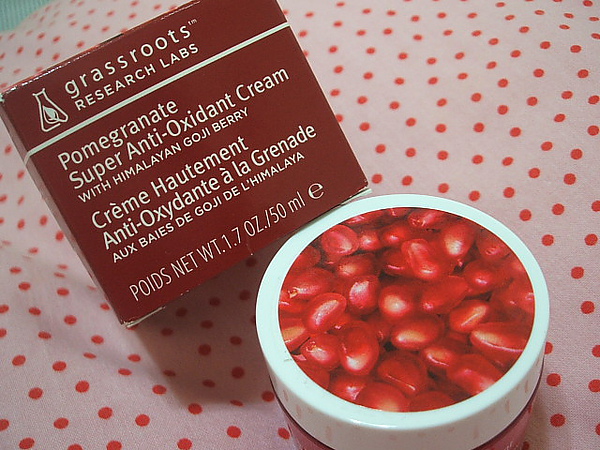 grassroots™
RESEARCH LABS
Pomegranate
Super Anti-Oxidant Cream
WITH HIMALAYAN GOJI BERRY
Crème Hautement
Anti-Oxydante à la Grenade
AUX BAIES DE GOJI DE L'HIMALAYA
POIDS NET WT. 1.7 OZ./50 ml ℮